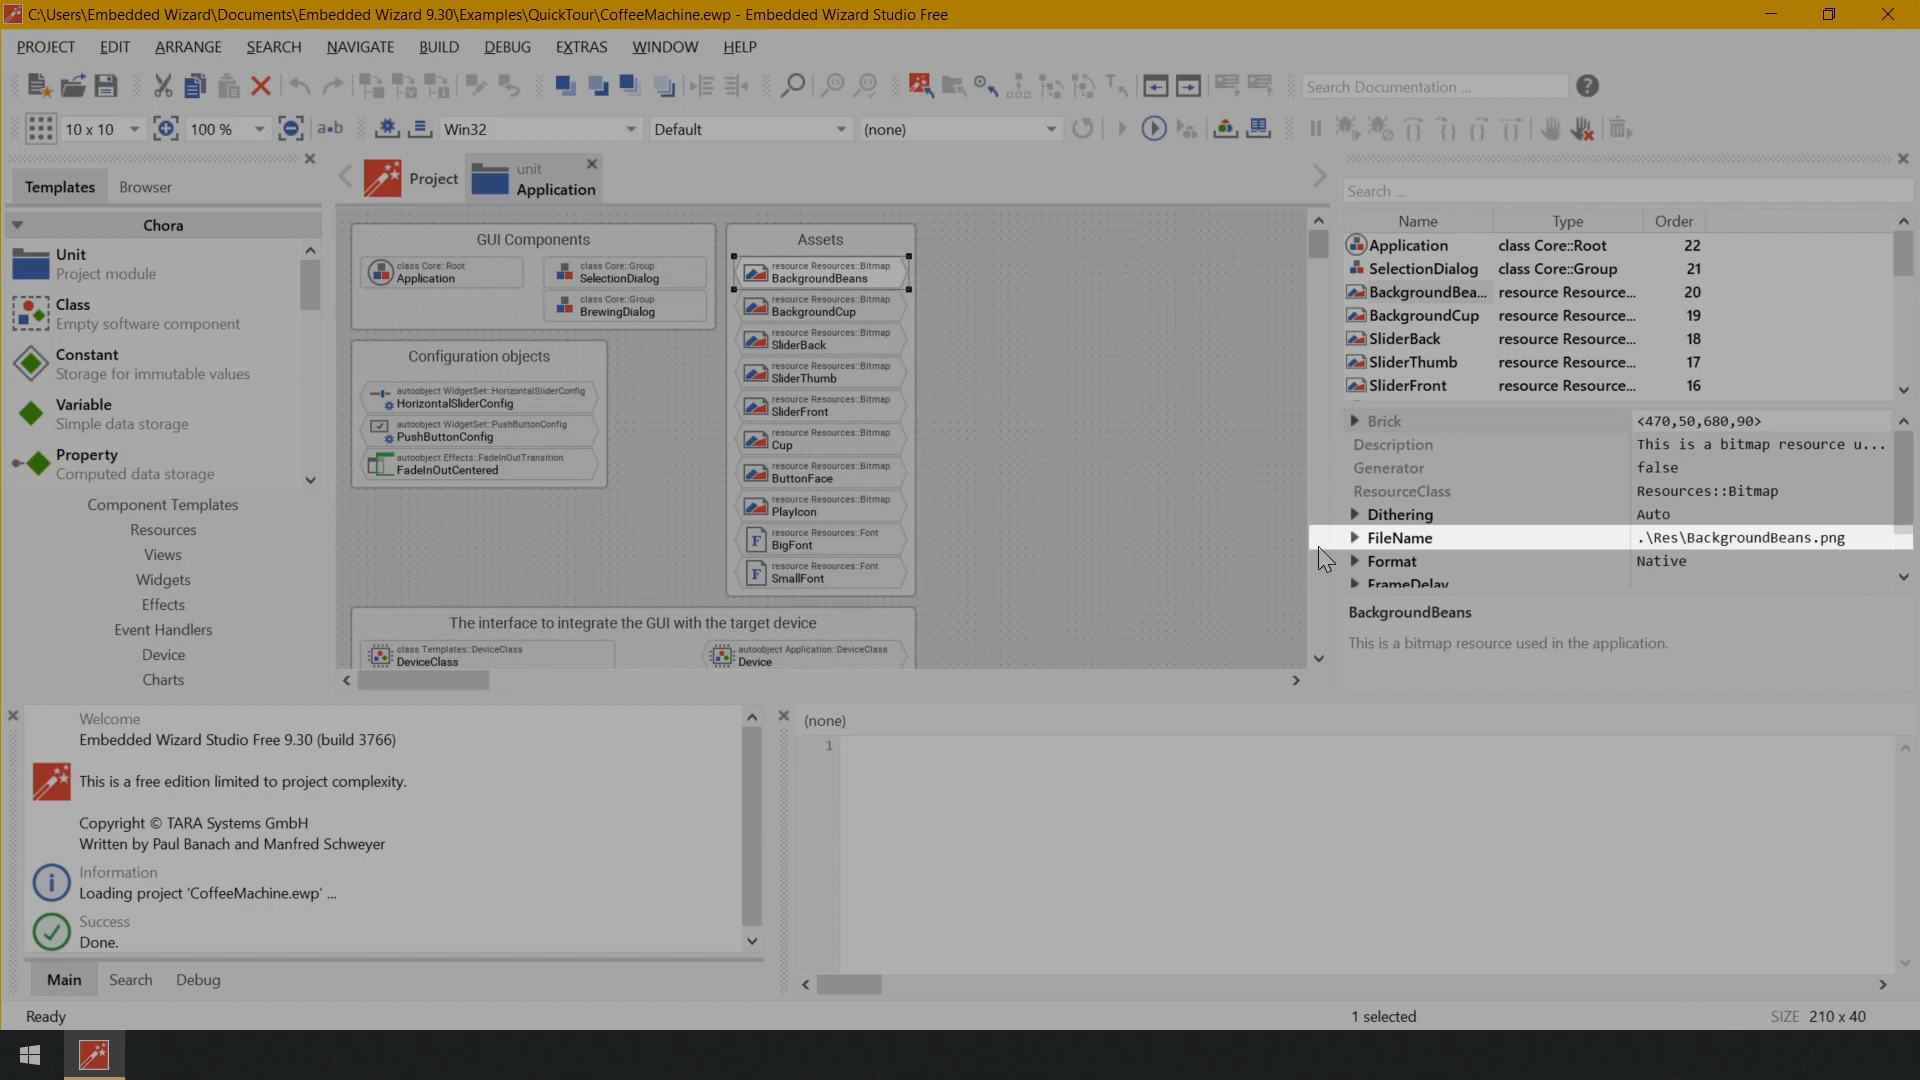 C:\Users\Embedded Wizard\Documents\Embedded Wizard 9.30\Examples\QuickTour\CoffeeMachine.ewp - Embedded Wizard Studio Free
PROJECT EDIT ARRANGE SEARCH NAVIGATE BUILD DEBUG EXTRAS WINDOW HELP
Search Documentation ...
10 x 10 100 % a•b Win32 Default (none)
Templates Browser
Project
unit
Application
Search ...
Chora
Unit
Project module
Class
Empty software component
Constant
Storage for immutable values
Variable
Simple data storage
Property
Computed data storage
Component Templates
Resources
Views
Widgets
Effects
Event Handlers
Device
Charts
GUI Components
class Core::Root
Application
class Core::Group
SelectionDialog
class Core::Group
BrewingDialog
Configuration objects
autoobject WidgetSet::HorizontalSliderConfig
HorizontalSliderConfig
autoobject WidgetSet::PushButtonConfig
PushButtonConfig
autoobject Effects::FadeInOutTransition
FadeInOutCentered
Assets
resource Resources::Bitmap
BackgroundBeans
resource Resources::Bitmap
BackgroundCup
resource Resources::Bitmap
SliderBack
resource Resources::Bitmap
SliderThumb
resource Resources::Bitmap
SliderFront
resource Resources::Bitmap
Cup
resource Resources::Bitmap
ButtonFace
resource Resources::Bitmap
PlayIcon
resource Resources::Font
F BigFont
resource Resources::Font
F SmallFont
The interface to integrate the GUI with the target device
class Templates::DeviceClass
DeviceClass
autoobject Application::DeviceClass
Device
Name Type Order
Application class Core::Root 22
SelectionDialog class Core::Group 21
BackgroundBea... resource Resource... 20
BackgroundCup resource Resource... 19
SliderBack resource Resource... 18
SliderThumb resource Resource... 17
SliderFront resource Resource... 16
Brick <470,50,680,90>
Description This is a bitmap resource u...
Generator false
ResourceClass Resources::Bitmap
Dithering Auto
FileName .\Res\BackgroundBeans.png
Format Native
FrameDelay
BackgroundBeans
This is a bitmap resource used in the application.
Welcome
Embedded Wizard Studio Free 9.30 (build 3766)
This is a free edition limited to project complexity.
Copyright © TARA Systems GmbH
Written by Paul Banach and Manfred Schweyer
Information
Loading project 'CoffeeMachine.ewp' ...
Success
Done.
Main Search Debug
(none)
1
Ready
1 selected
SIZE 210 x 40